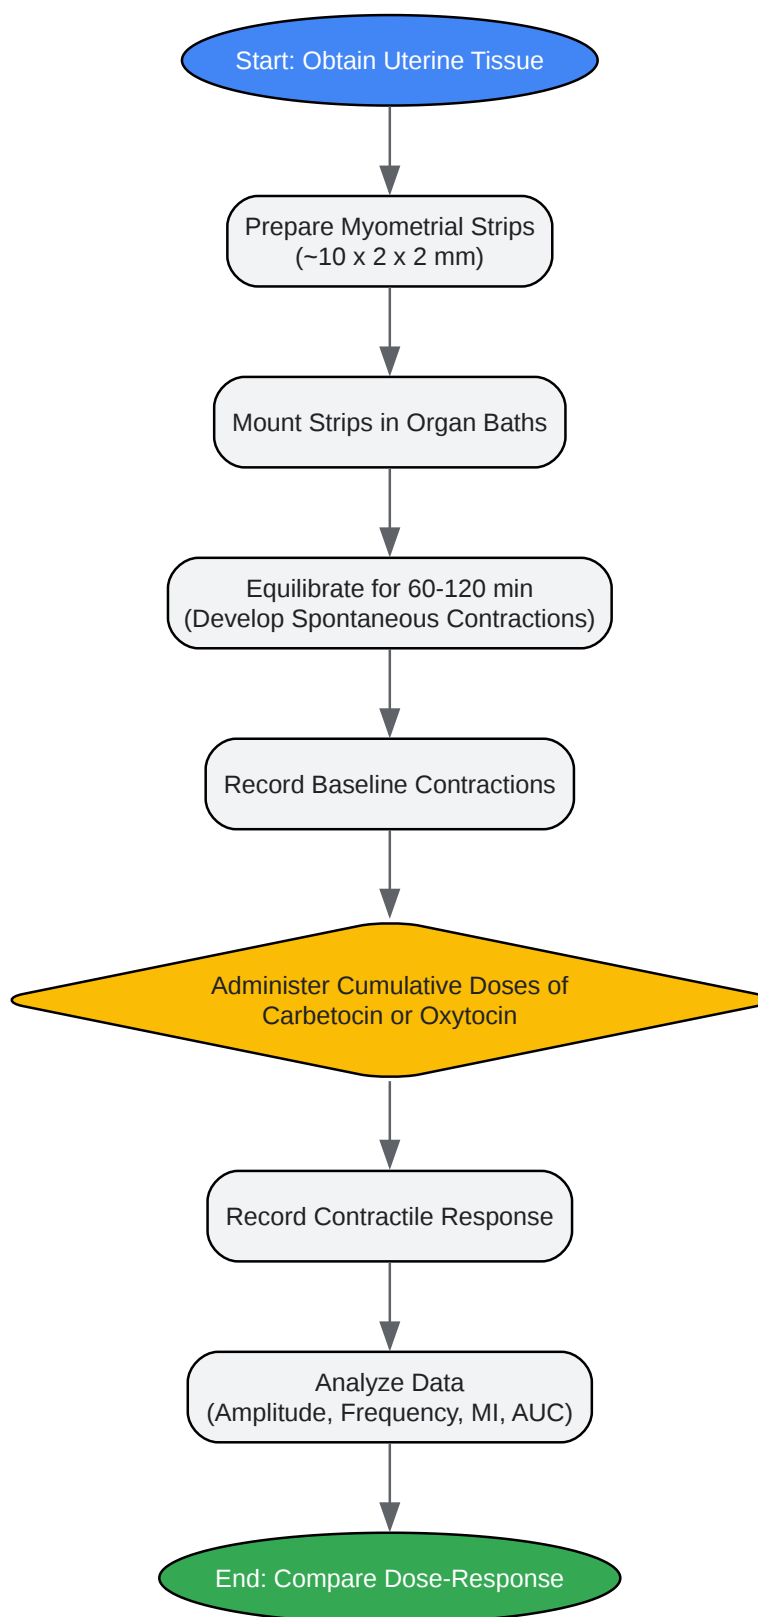 Start: Obtain Uterine Tissue
Prepare Myometrial Strips
(~10 x 2 x 2 mm)
Mount Strips in Organ Baths
Equilibrate for 60-120 min
(Develop Spontaneous Contractions)
Record Baseline Contractions
Administer Cumulative Doses of
Carbetocin or Oxytocin
Record Contractile Response
Analyze Data
(Amplitude, Frequency, MI, AUC)
End: Compare Dose-Response